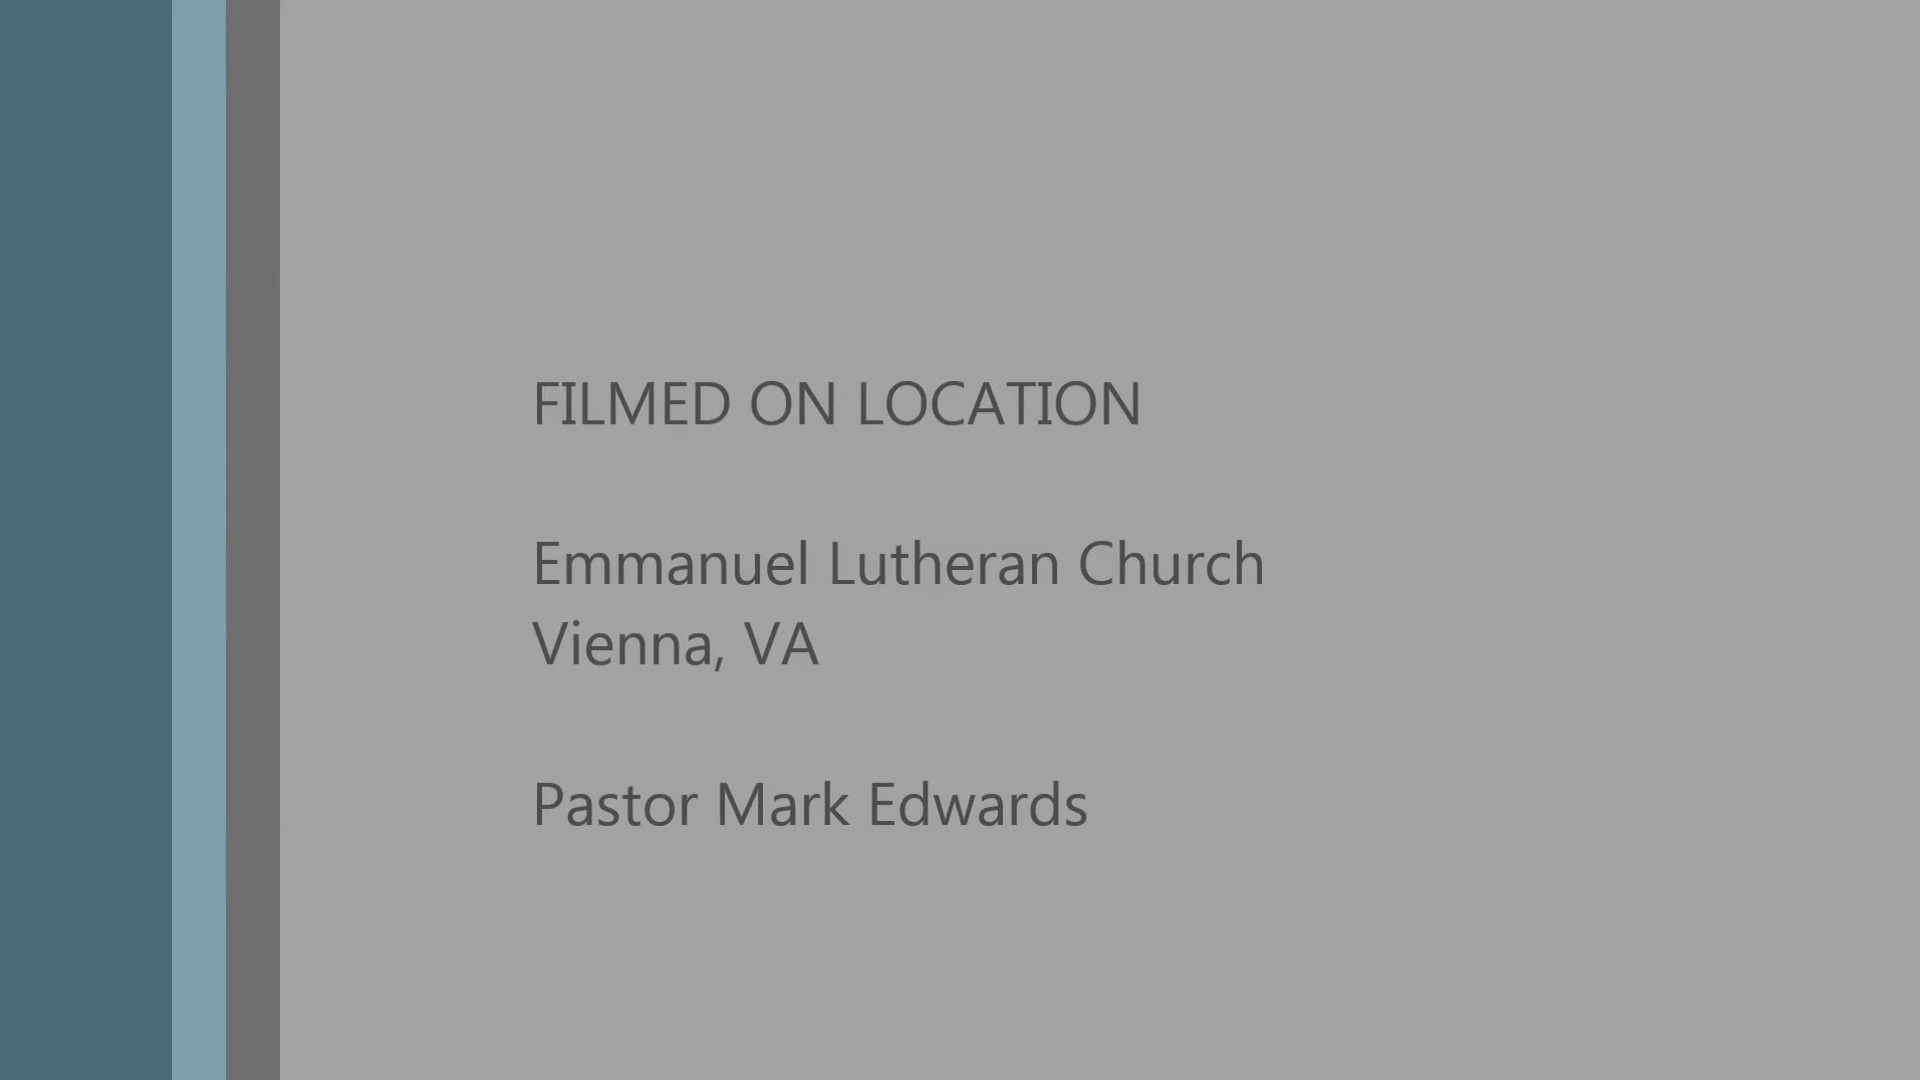 FILMED ON LOCATION
Emmanuel Lutheran Church
Vienna, VA
Pastor Mark Edwards